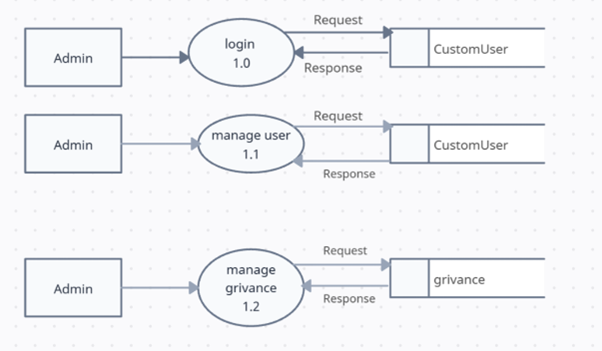 Request
Admin
login
1.0
CustomUser
Response
Request
Admin
manage user
1.1
CustomUser
Response
Request
Admin
manage
grivance
1.2
grivance
Response